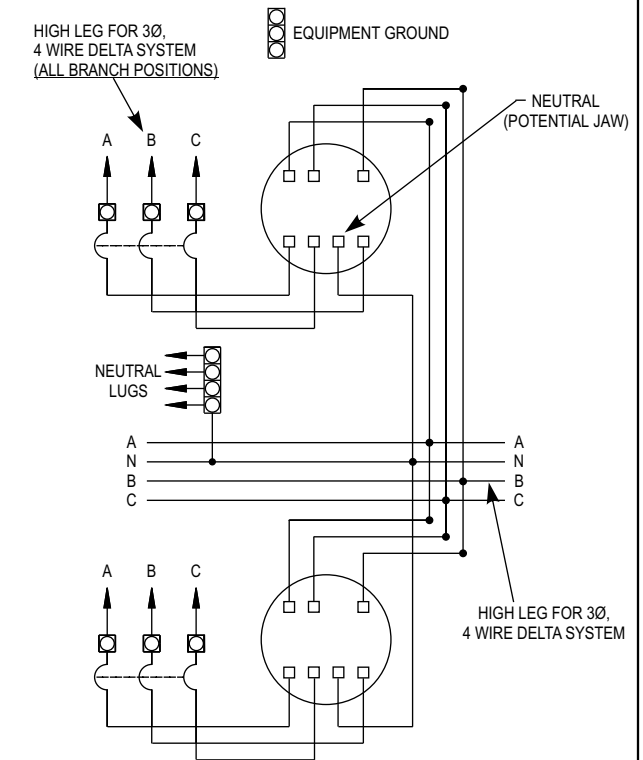 HIGH LEG FOR 3Ø,
4 WIRE DELTA SYSTEM
(ALL BRANCH POSITIONS)
EQUIPMENT GROUND
NEUTRAL
(POTENTIAL JAW)
A B C
NEUTRAL
LUGS
A A
N N
B B
C C
A B C
HIGH LEG FOR 3Ø,
4 WIRE DELTA SYSTEM